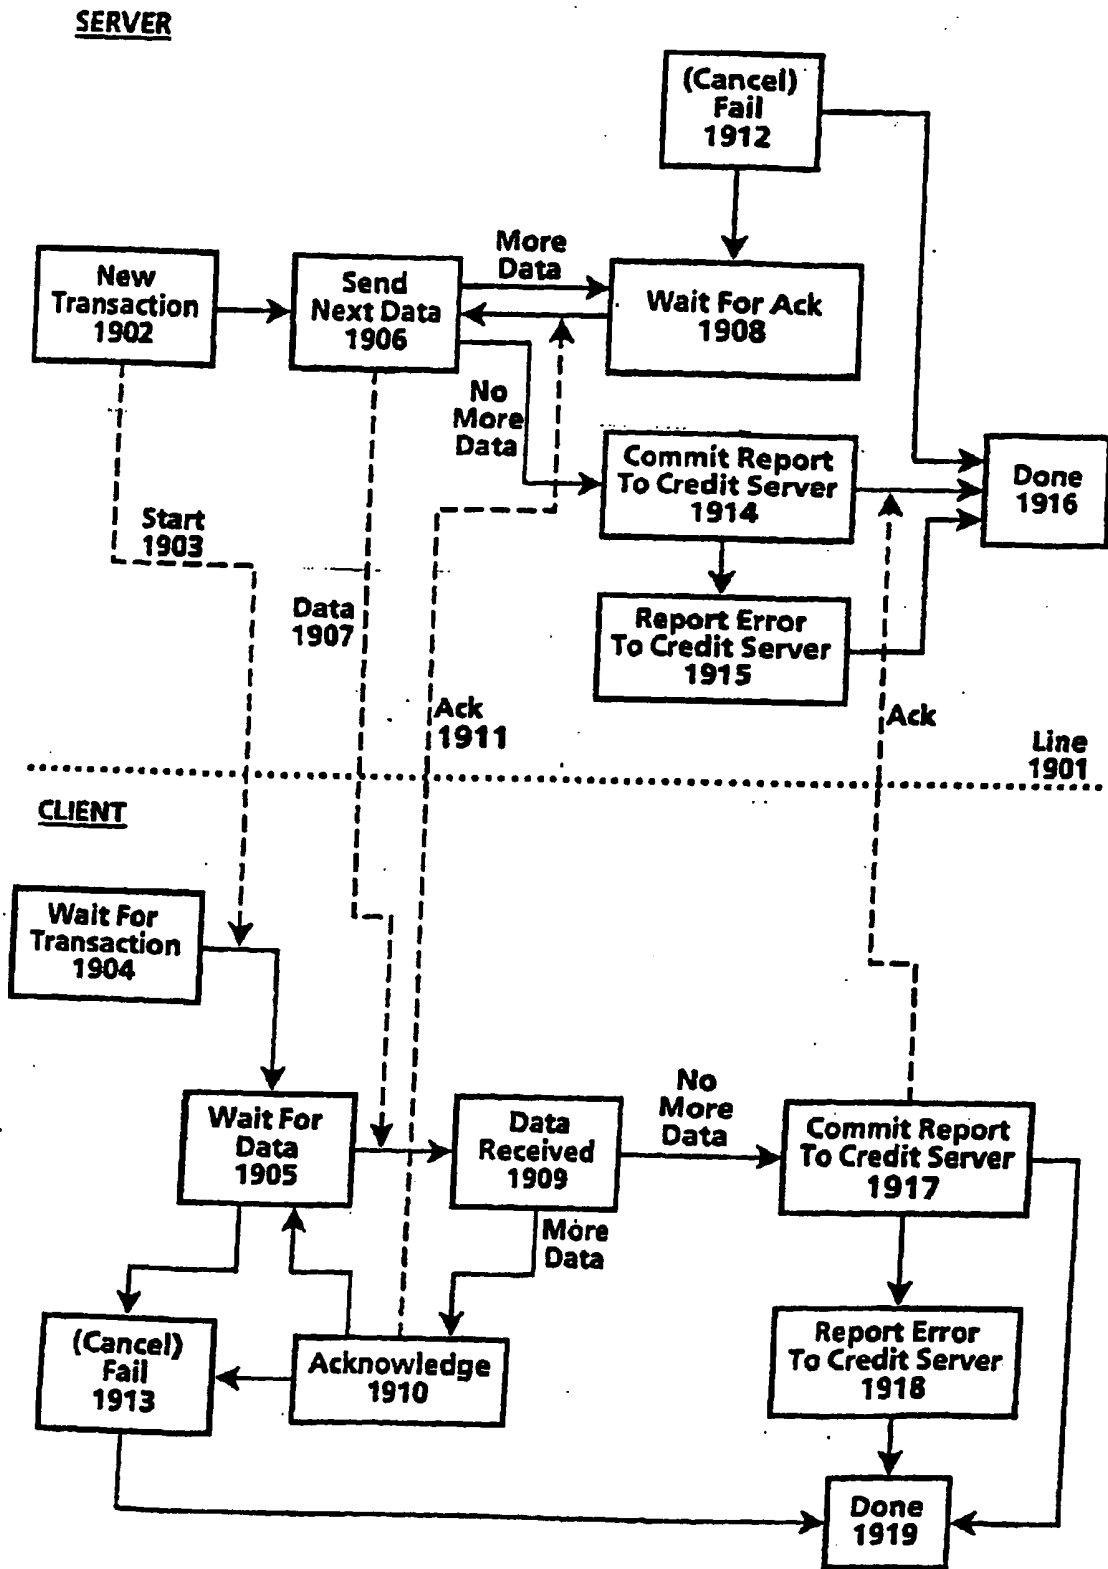 SERVER
(Cancel)
Fail
1912
New
Transaction
1902
Send
Next Data
1906
More
Data
Wait For Ack
1908
No
More
Data
Commit Report
To Credit Server
1914
Done
1916
Start
1903
Data
1907
Report Error
To Credit Server
1915
Ack
1911
Ack
Line
1901
CLIENT
Wait For
Transaction
1904
Wait For
Data
1905
Data
Received
1909
No
More
Data
Commit Report
To Credit Server
1917
More
Data
(Cancel)
Fail
1913
Acknowledge
1910
Report Error
To Credit Server
1918
Done
1919